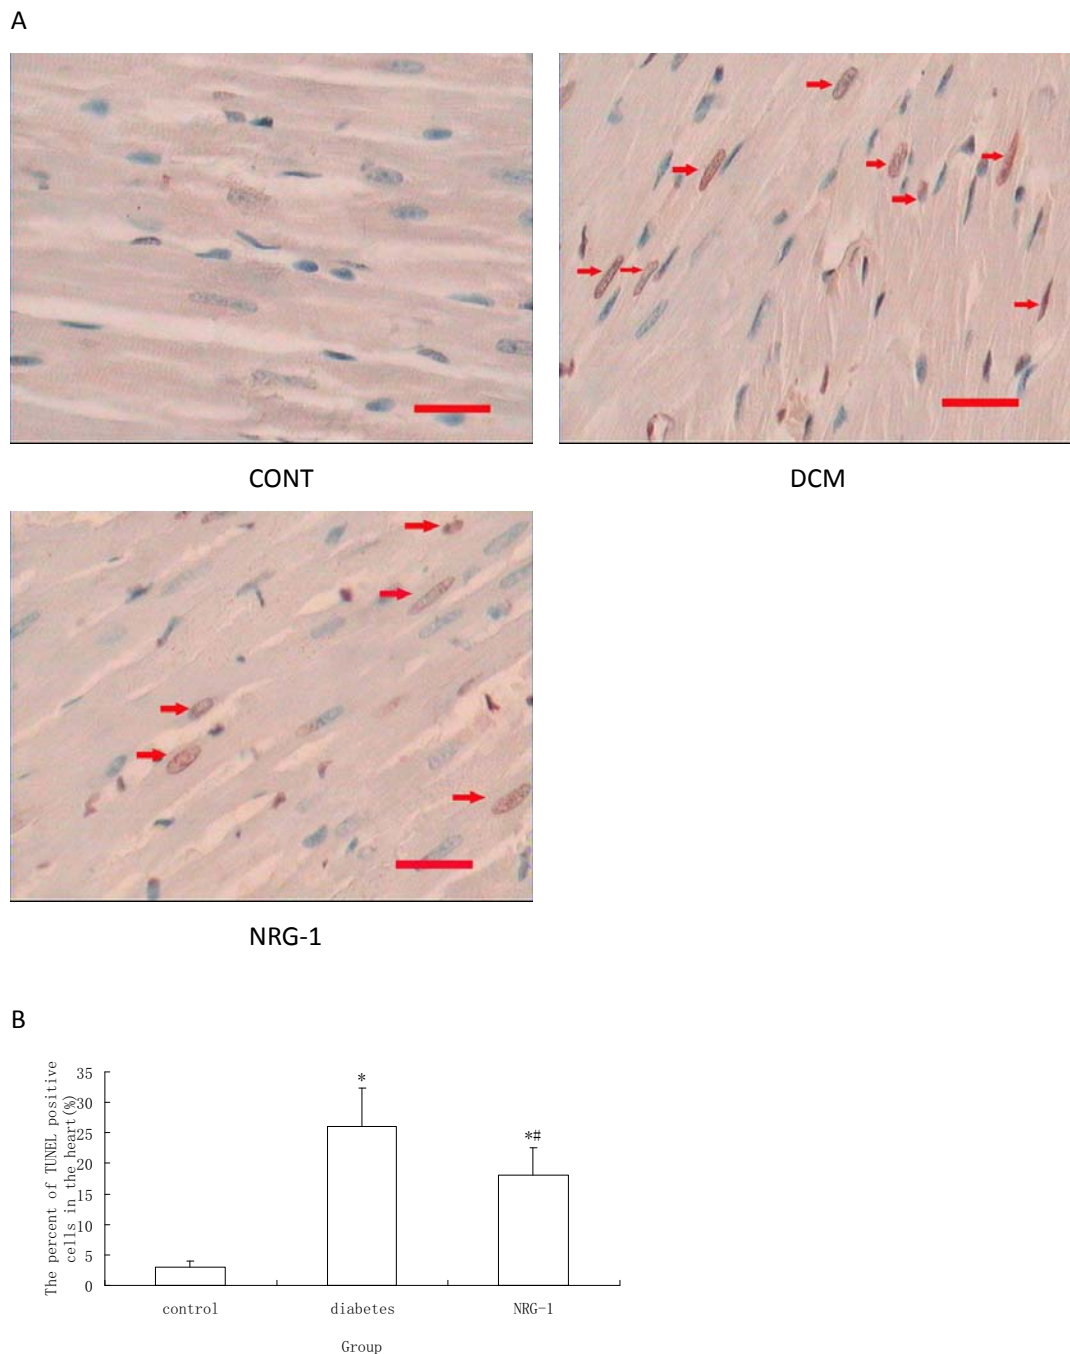 A
CONT
DCM
NRG-1
B
The percent of TUNEL positive
cells in the heart(%)
35
30
25
20
15
10
5
0
*
*#
control
diabetes
NRG-1
Group